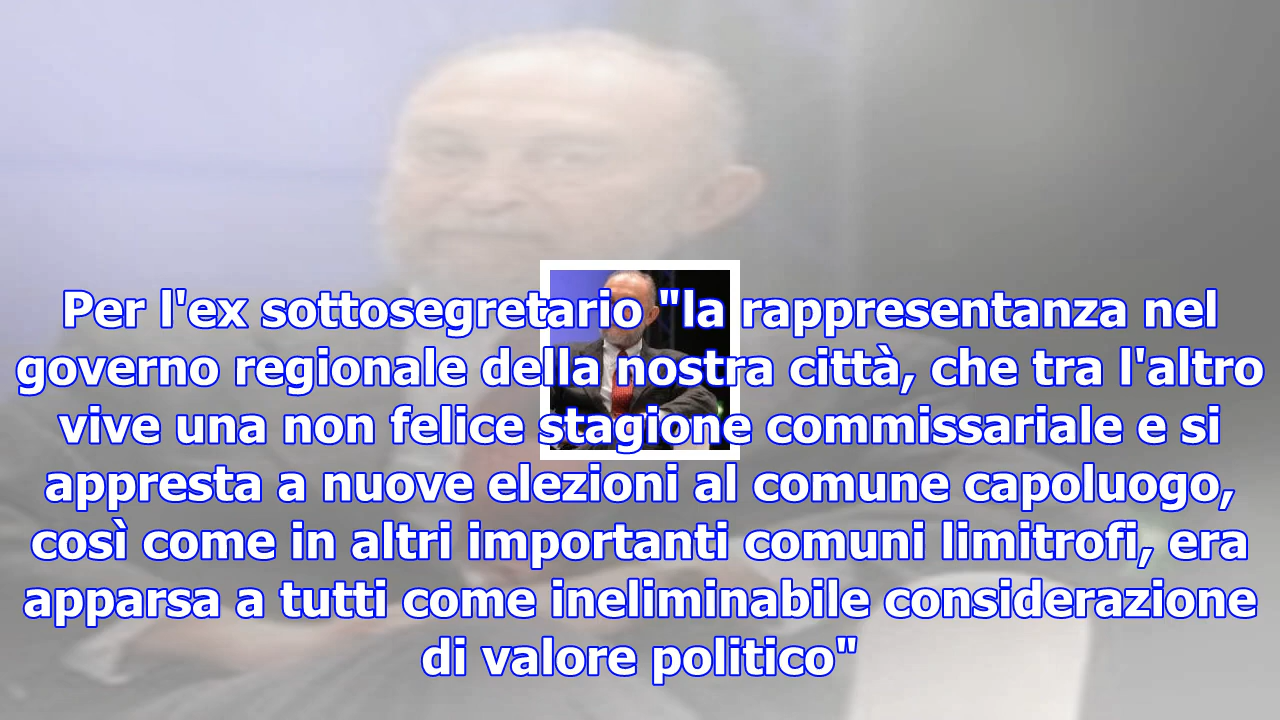 Per l'ex sottosegretario "la rappresentanza nel
governo regionale della nostra città, che tra l'altro
vive una non felice stagione commissariale e si
appresta a nuove elezioni al comune capoluogo,
così come in altri importanti comuni limitrofi, era
apparsa a tutti come ineliminabile considerazione
di valore politico"